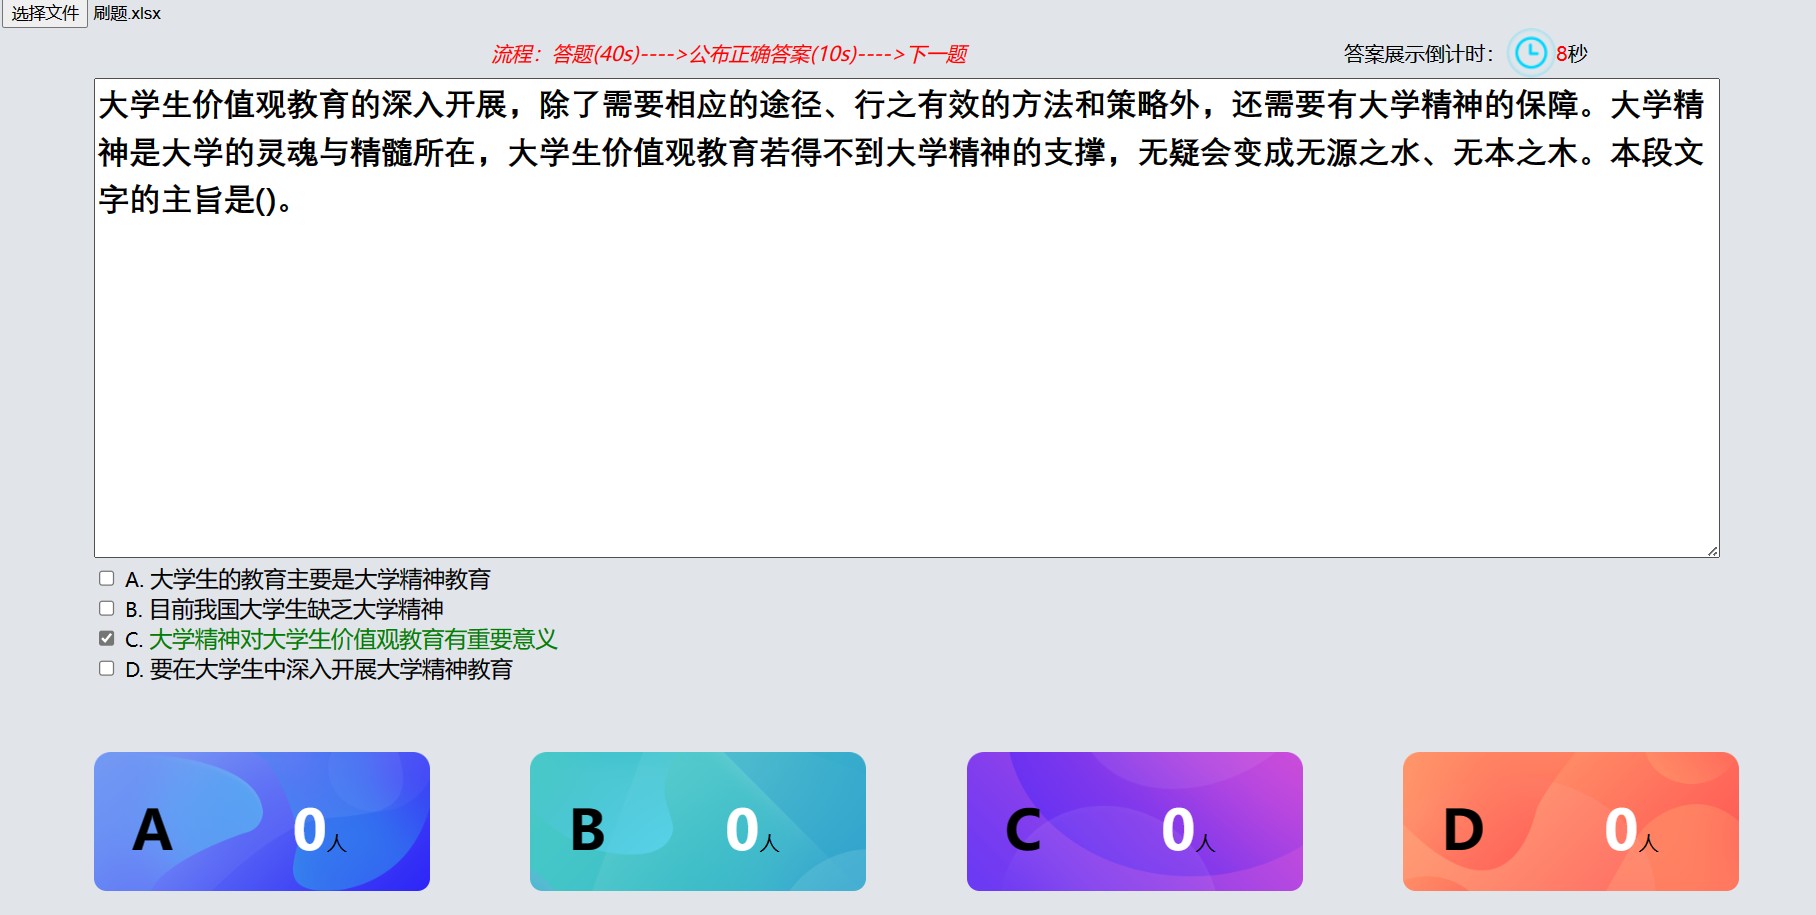 选择文件 刷题.xlsx
流程：答题(40s)---->公布正确答案(10s)---->下一题
答案展示倒计时： 8秒
大学生价值观教育的深入开展，除了需要相应的途径、行之有效的方法和策略外，还需要有大学精神的保障。大学精
神是大学的灵魂与精髓所在，大学生价值观教育若得不到大学精神的支撑，无疑会变成无源之水、无本之木。本段文
字的主旨是()。
A. 大学生的教育主要是大学精神教育
B. 目前我国大学生缺乏大学精神
C. 大学精神对大学生价值观教育有重要意义
D. 要在大学生中深入开展大学精神教育
A 0人
B 0人
C 0人
D 0人